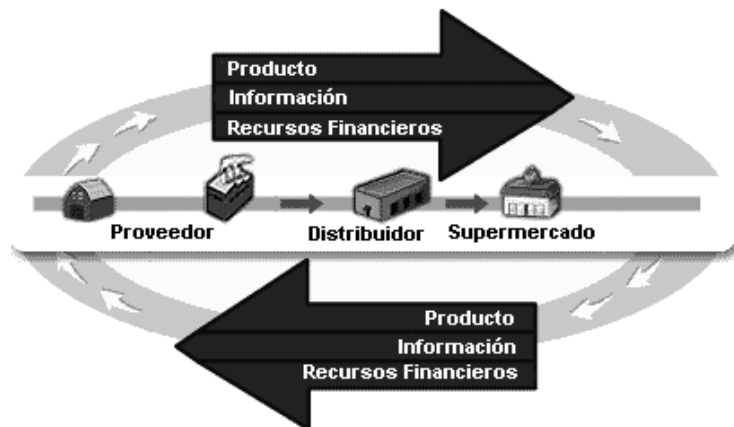 Producto
Información
Recursos Financieros
Proveedor Distribuidor Supermercado
Producto
Información
Recursos Financieros